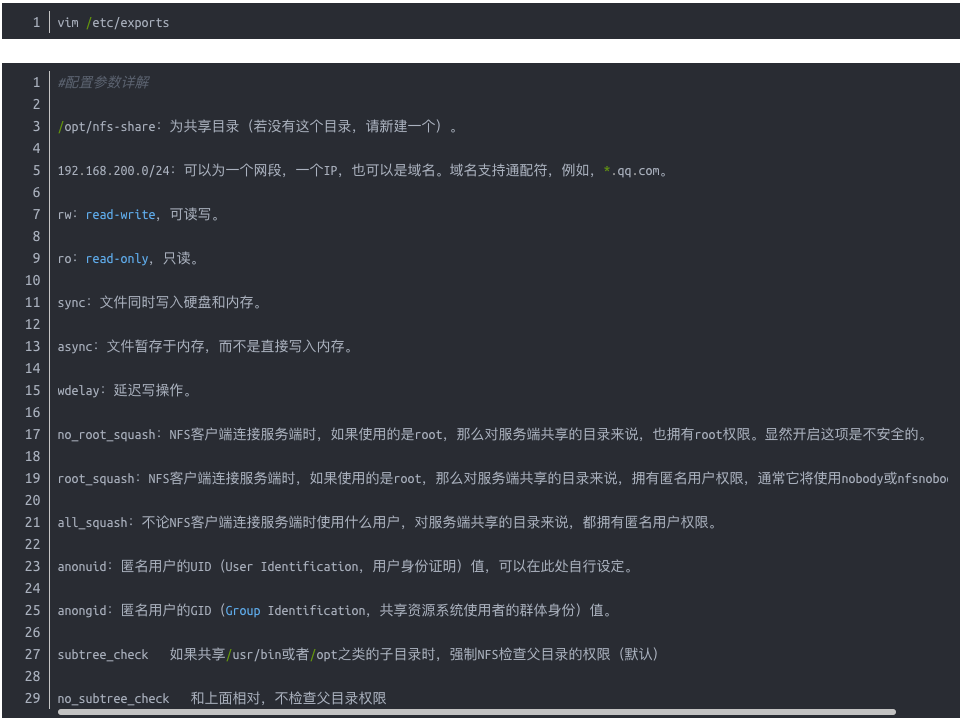 1 vim /etc/exports
1 #配置参数详解
2
3 /opt/nfs-share：为共享目录（若没有这个目录，请新建一个）。
4
5 192.168.200.0/24：可以为一个网段，一个IP，也可以是域名。域名支持通配符，例如，*.qq.com。
6
7 rw：read-write，可读写。
8
9 ro：read-only，只读。
10
11 sync：文件同时写入硬盘和内存。
12
13 async：文件暂存于内存，而不是直接写入内存。
14
15 wdelay：延迟写操作。
16
17 no_root_squash：NFS客户端连接服务端时，如果使用的是root，那么对服务端共享的目录来说，也拥有root权限。显然开启这项是不安全的。
18
19 root_squash：NFS客户端连接服务端时，如果使用的是root，那么对服务端共享的目录来说，拥有匿名用户权限，通常它将使用nobody或nfsnobo
20
21 all_squash：不论NFS客户端连接服务端时使用什么用户，对服务端共享的目录来说，都拥有匿名用户权限。
22
23 anonuid：匿名用户的UID（User Identification，用户身份证明）值，可以在此处自行设定。
24
25 anongid：匿名用户的GID（Group Identification，共享资源系统使用者的群体身份）值。
26
27 subtree_check   如果共享/usr/bin或者/opt之类的子目录时，强制NFS检查父目录的权限（默认）
28
29 no_subtree_check   和上面相对，不检查父目录权限